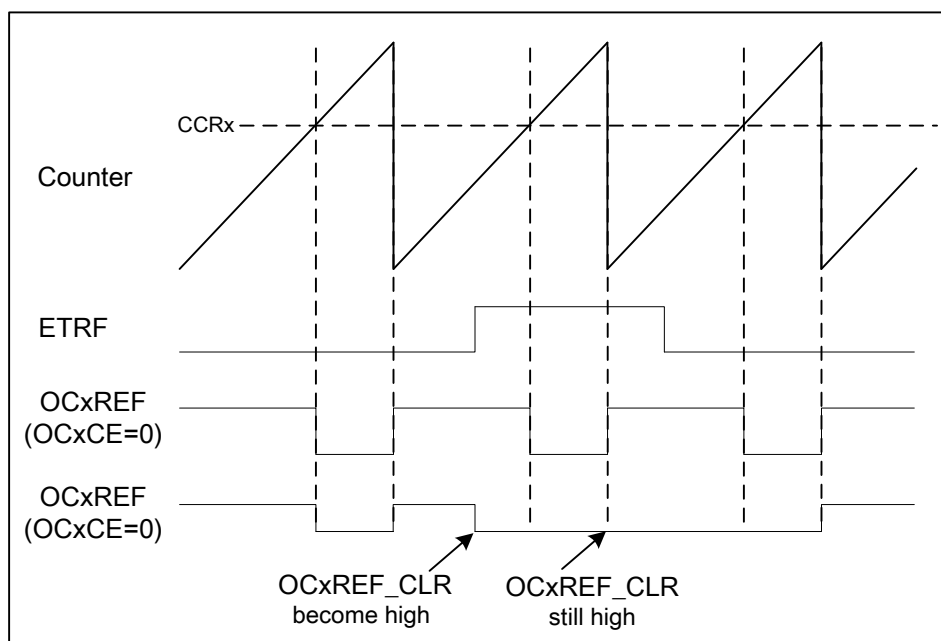 CCRx
Counter
ETRF
OCxREF
(OCxCE=0)
OCxREF
(OCxCE=0)
OCxREF_CLR
become high
OCxREF_CLR
still high